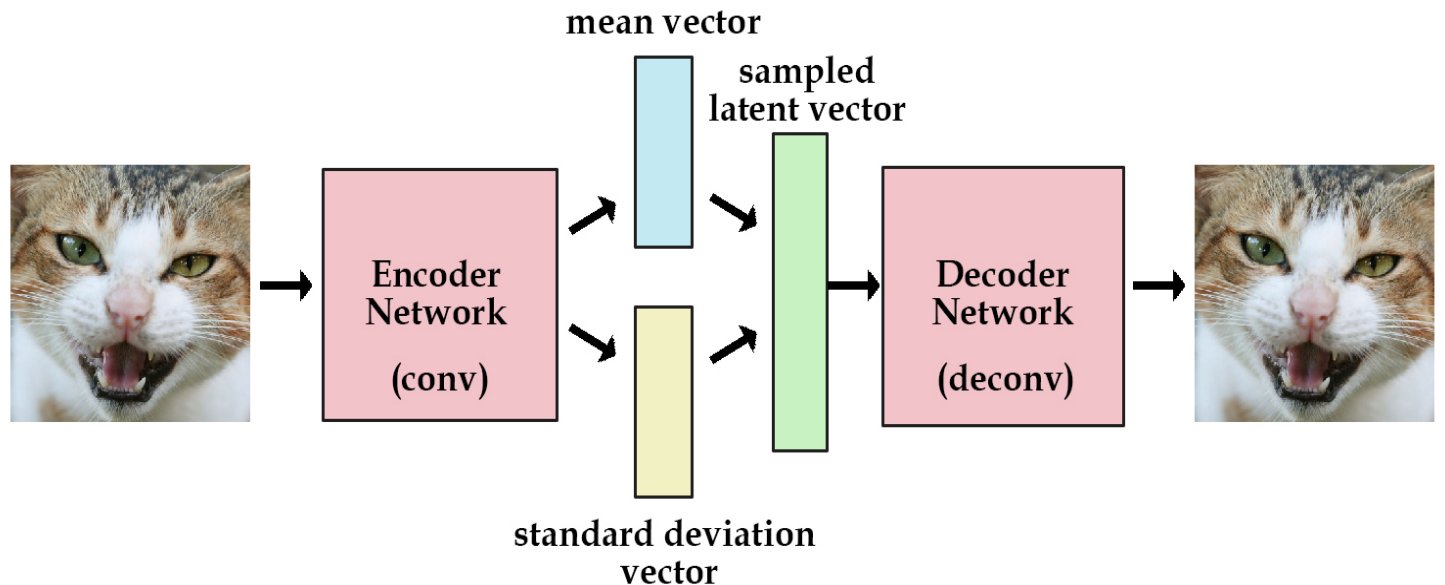 mean vector
sampled
latent vector
Encoder
Network
(conv)
Decoder
Network
(deconv)
standard deviation
vector